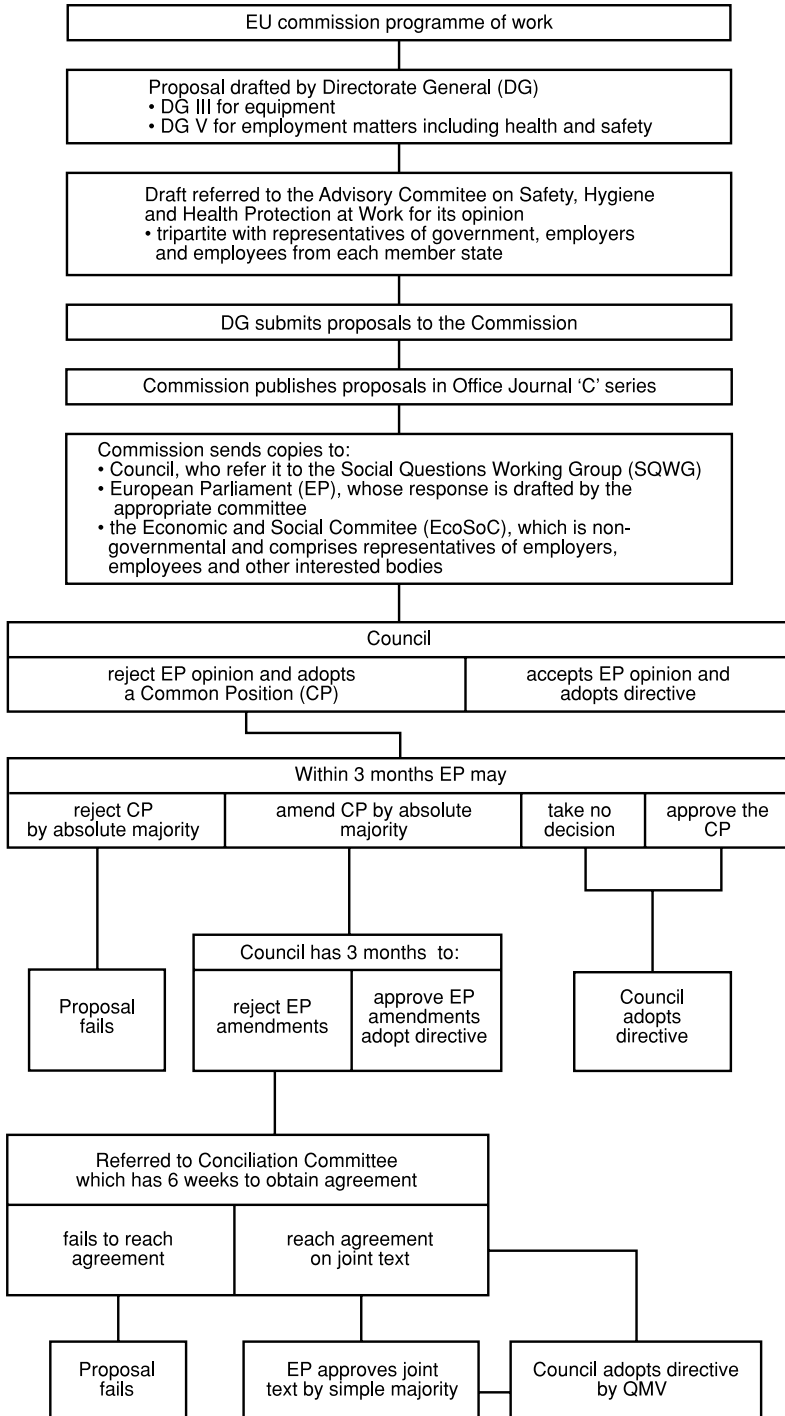 EU commission programme of work
Proposal drafted by Directorate General (DG)
• DG III for equipment
• DG V for employment matters including health and safety
Draft referred to the Advisory Commitee on Safety, Hygiene
and Health Protection at Work for its opinion
• tripartite with representatives of government, employers
and employees from each member state
DG submits proposals to the Commission
Commission publishes proposals in Office Journal ‘C’ series
Commission sends copies to:
• Council, who refer it to the Social Questions Working Group (SQWG)
• European Parliament (EP), whose response is drafted by the
appropriate committee
• the Economic and Social Commitee (EcoSoC), which is non-
governmental and comprises representatives of employers,
employees and other interested bodies
Council
reject EP opinion and adopts
a Common Position (CP)
accepts EP opinion and
adopts directive
Within 3 months EP may
reject CP
by absolute majority
amend CP by absolute
majority
take no
decision
approve the
CP
Council has 3 months to:
reject EP
amendments
approve EP
amendments
adopt directive
Proposal
fails
Council
adopts
directive
Referred to Conciliation Committee
which has 6 weeks to obtain agreement
fails to reach
agreement
reach agreement
on joint text
Proposal
fails
EP approves joint
text by simple majority
Council adopts directive
by QMV